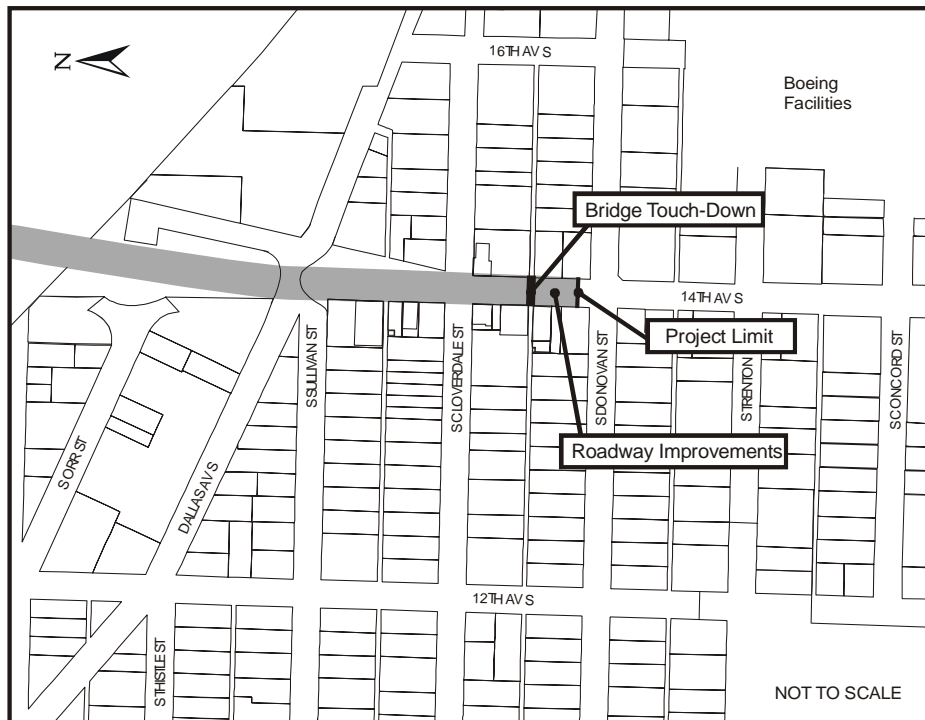 16TH AV S
N
Boeing
Facilities
Bridge Touch-Down
14TH AV S
Project Limit
S SULLIVAN ST
S CLOVERDALE ST
S DONOVAN ST
S TRENTON
S CONCORD ST
Roadway Improvements
S ORR ST
DALLAS AV S
12TH AV S
S THISTLE ST
NOT TO SCALE